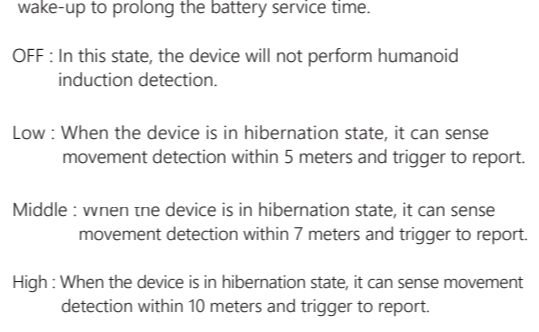 wake-up to prolong the battery service time.
OFF : In this state, the device will not perform humanoid
induction detection.
Low : When the device is in hibernation state, it can sense
movement detection within 5 meters and trigger to report.
Middle : When the device is in hibernation state, it can sense
movement detection within 7 meters and trigger to report.
High : When the device is in hibernation state, it can sense movement
detection within 10 meters and trigger to report.